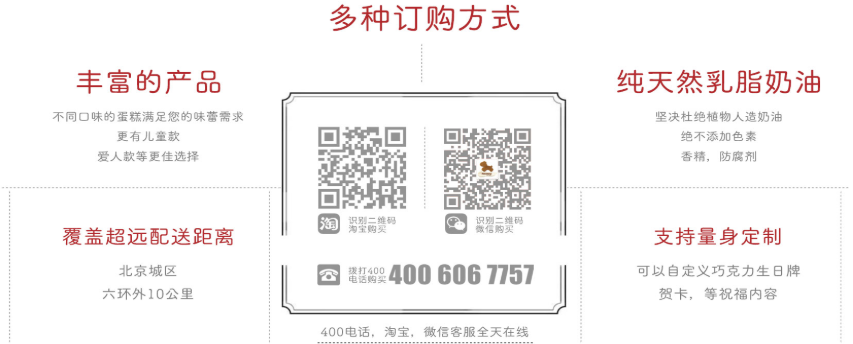 多种订购方式
丰富的产品
不同口味的蛋糕满足您的味蕾需求
更有儿童款
爱人款等更佳选择
纯天然乳脂奶油
坚决杜绝植物人造奶油
绝不添加色素
香精，防腐剂
淘
识别二维码
淘宝购买
识别二维码
微信购买
覆盖超远配送距离
北京城区
六环外10公里
拨打400
电话购买
400 606 7757
支持量身定制
可以自定义巧克力生日牌
贺卡，等祝福内容
400电话，淘宝，微信客服全天在线